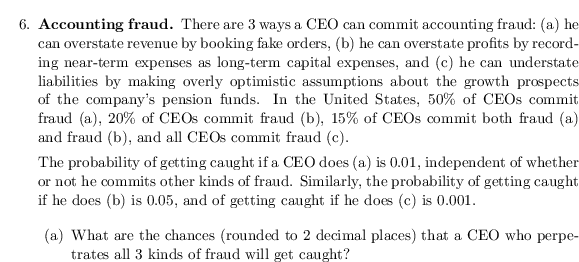 6. Accounting fraud. There are 3 ways a CEO can commit accounting fraud: (a) he
can overstate revenue by booking fake orders, (b) he can overstate profits by record-
ing near-term expenses as long-term capital expenses, and (c) he can understate
liabilities by making overly optimistic assumptions about the growth prospects
of the company's pension funds. In the United States, 50% of CEOs commit
fraud (a), 20% of CEOs commit fraud (b), 15% of CEOs commit both fraud (a)
and fraud (b), and all CEOs commit fraud (c).
The probability of getting caught if a CEO does (a) is 0.01, independent of whether
or not he commits other kinds of fraud. Similarly, the probability of getting caught
if he does (b) is 0.05, and of getting caught if he does (c) is 0.001.
(a) What are the chances (rounded to 2 decimal places) that a CEO who perpe-
trates all 3 kinds of fraud will get caught?